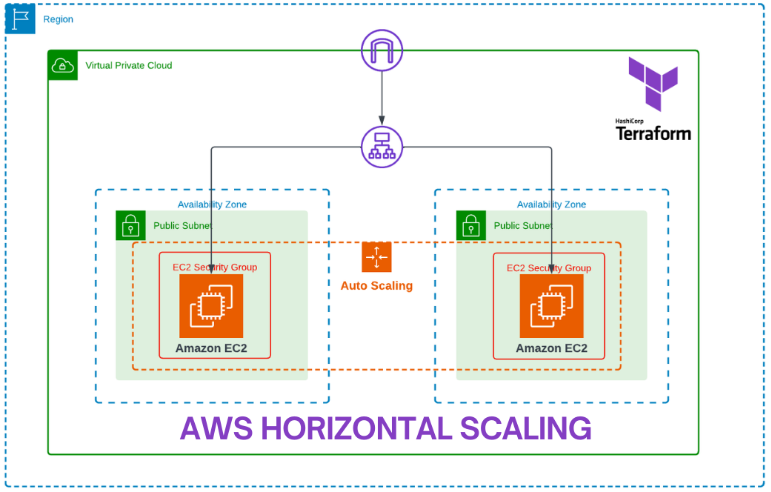 Region
Virtual Private Cloud
HashiCorp
Terraform
Availability Zone
Availability Zone
Public Subnet
Public Subnet
EC2 Security Group
EC2 Security Group
Auto Scaling
Amazon EC2
Amazon EC2
AWS HORIZONTAL SCALING